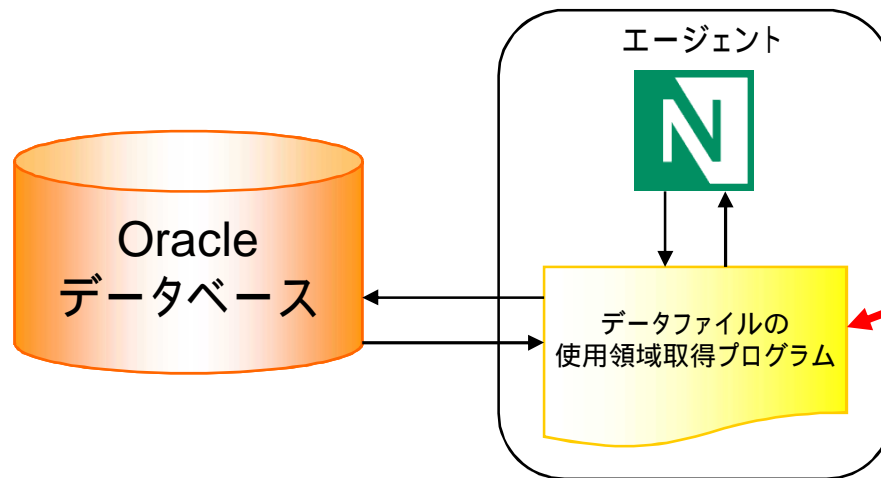 エージェント
N
Oracle
データベース
データファイルの
使用領域取得プログラム